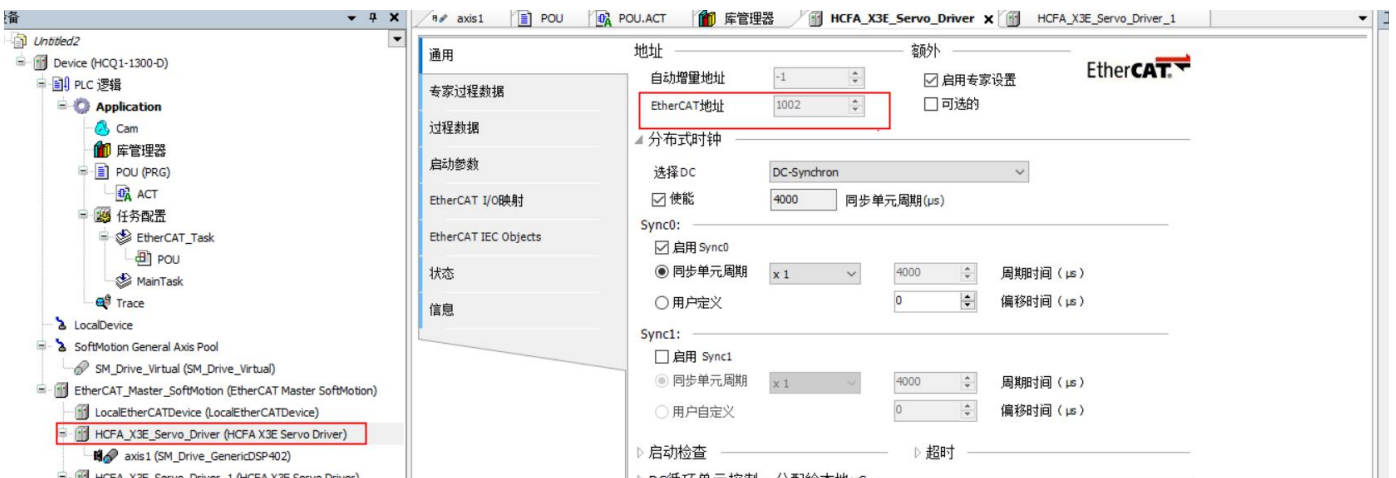 备
Untitled2
Device (HCQ1-1300-D)
PLC 逻辑
Application
Cam
库管理器
POU (PRG)
ACT
任务配置
EtherCAT_Task
POU
MainTask
Trace
LocalDevice
SoftMotion General Axis Pool
SM_Drive_Virtual (SM_Drive_Virtual)
EtherCAT_Master_SoftMotion (EtherCAT Master SoftMotion)
LocalEtherCATDevice (LocalEtherCATDevice)
HCFA_X3E_Servo_Driver (HCFA X3E Servo Driver)
axis1 (SM_Drive_GenericDSP402)
HCFA_X3E_Servo_Driver_1 (HCFA X3E Servo Driver)
axis1 POU POU.ACT 库管理器 HCFA_X3E_Servo_Driver HCFA_X3E_Servo_Driver_1
通用
专家过程数据
过程数据
启动参数
EtherCAT I/O映射
EtherCAT IEC Objects
状态
信息
地址 额外
自动增量地址 -1 启用专家设置
EtherCAT地址 1002 可选的
EtherCAT
分布式时钟
选择DC DC-Synchron
使能 4000 同步单元周期(μs)
Sync0:
启用 Sync0
同步单元周期 x 1 4000 周期时间（μs）
用户定义 0 偏移时间（μs）
Sync1:
启用 Sync1
同步单元周期 x 1 4000 周期时间（μs）
用户自定义 0 偏移时间（μs）
启动检查 超时